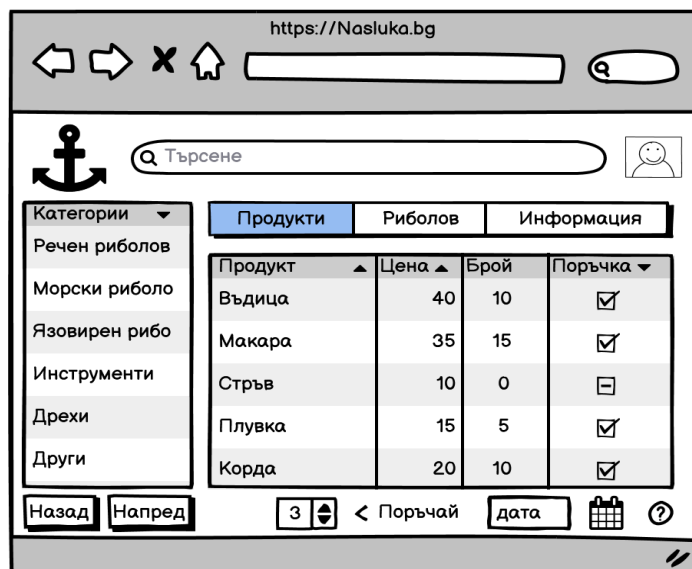 https://Nasluka.bg
Търсене
Категории
Речен риболов
Морски риболо
Язовирен рибо
Инструменти
Дрехи
Други
Продукти Риболов Информация
Продукт Цена Брой Поръчка
Въдица 40 10
Макара 35 15
Стръв 10 0
Плувка 15 5
Корда 20 10
Назад Напред 3 < Поръчай дата ?